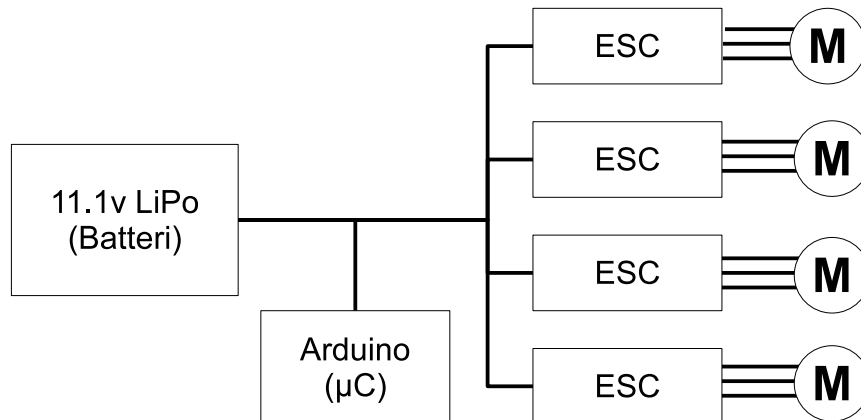 11.1v LiPo
(Batteri)
Arduino
(µC)
ESC
M
ESC
M
ESC
M
ESC
M